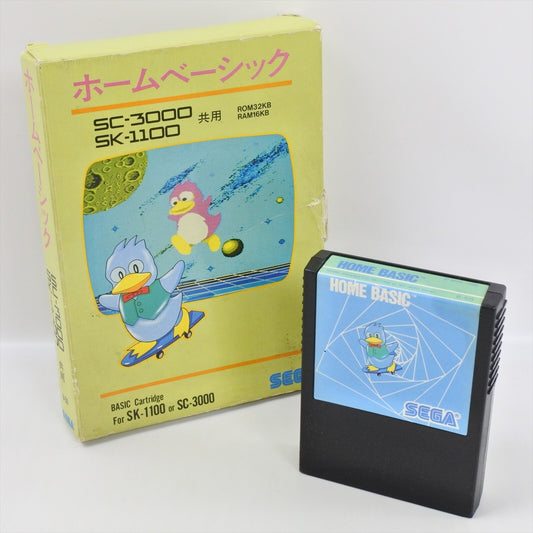 ホームベーシック
SC-3000
SK-1100
共用
ROM32KB
RAM16KB
SEG
BASIC Cartridge
For SK-1100 or SC-3000
ホームベーシック
HOME BASIC
HOME BASIC
SEGA